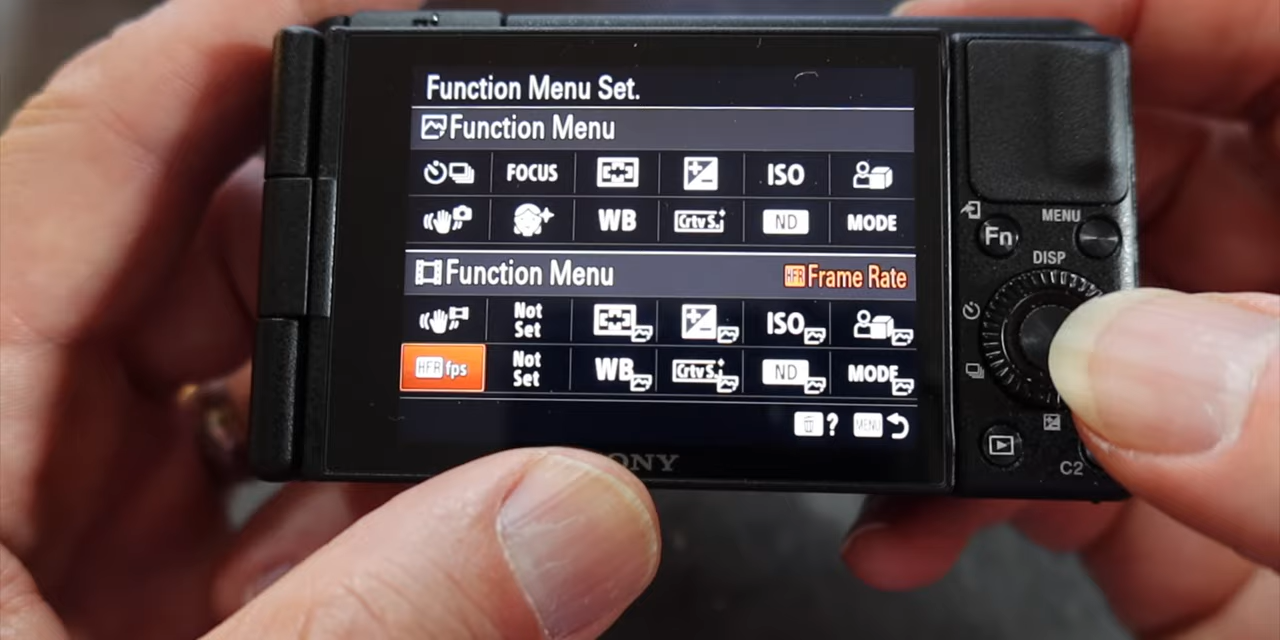 Function Menu Set.
Function Menu
FOCUS ISO
WB Crtv S. ND MODE
Function Menu HFR Frame Rate
Not Set ISO
HFR fps Not Set WB Crtv S. ND MODE
? MENU
SONY
MENU
Fn
DISP
C2